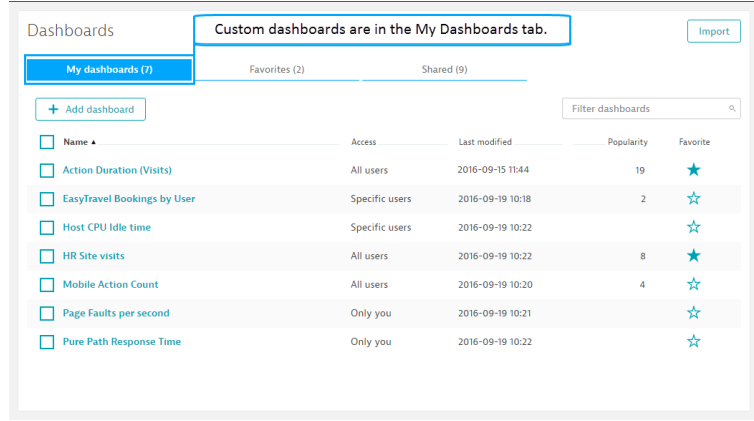 Dashboards
Custom dashboards are in the My Dashboards tab.
Import
My dashboards (7) Favorites (2) Shared (9)
+ Add dashboard Filter dashboards
Name Access Last modified Popularity Favorite
Action Duration (Visits) All users 2016-09-15 11:44 19
EasyTravel Bookings by User Specific users 2016-09-19 10:18 2
Host CPU Idle time Specific users 2016-09-19 10:22
HR Site visits All users 2016-09-19 10:22 8
Mobile Action Count All users 2016-09-19 10:20 4
Page Faults per second Only you 2016-09-19 10:21
Pure Path Response Time Only you 2016-09-19 10:22